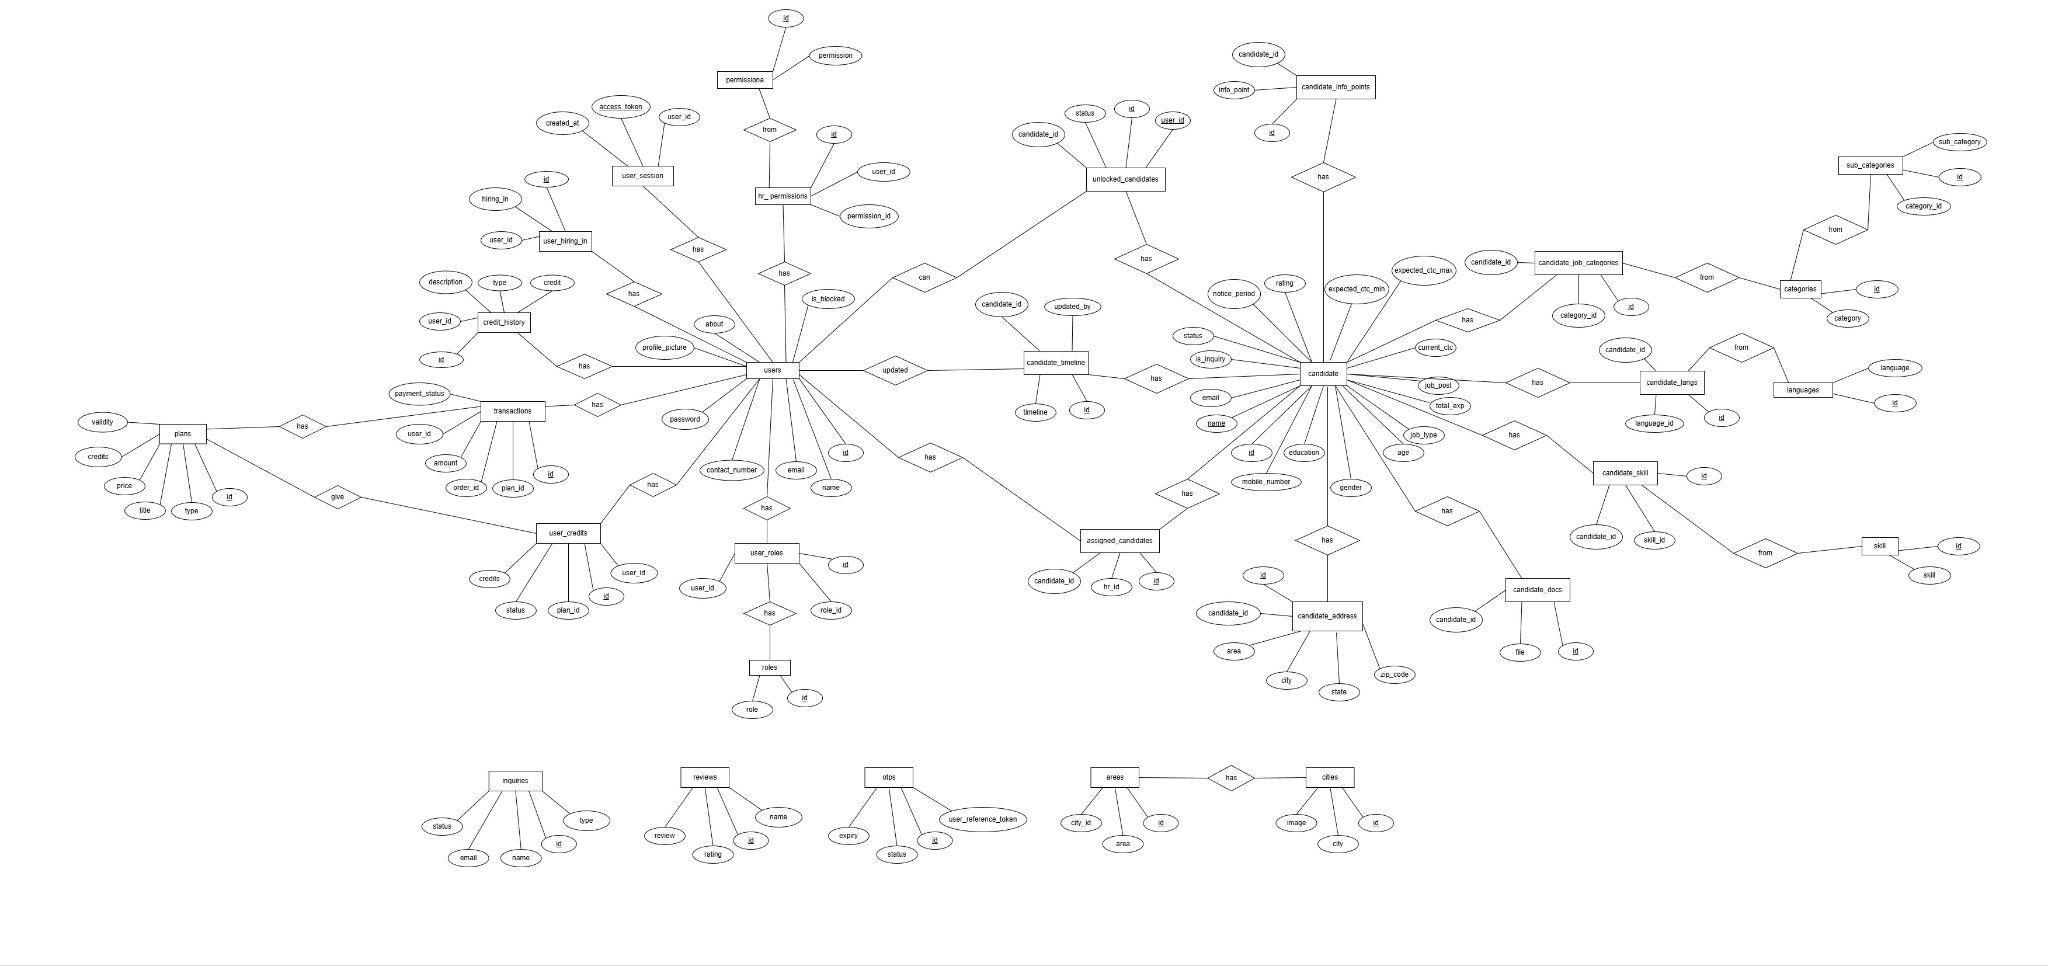 id
permission
permissiona
from
access_token
created_at
user_id
user_session
id
user_id
hr_ permissions
permission_id
has
has
id
hiring_in
user_id
user_hiring_in
has
description
type
credit
user_id
credit_history
id
has
about
is_blocked
profile_picture
users
password
contact_number
email
name
id
payment_status
transactions
user_id
amount
order_id
plan_id
id
has
has
validity
plans
credits
price
title
type
id
give
has
user_credits
credits
status
plan_id
id
user_id
has
user_roles
user_id
id
role_id
has
roles
role
id
can
updated
has
candidate_id
status
id
user_id
unlocked_candidates
has
candidate_id
updated_by
candidate_timeline
timeline
id
has
candidate_id
info_point
id
candidate_info_points
has
notice_period
rating
expected_ctc_min
expected_ctc_max
status
is_inquiry
current_ctc
candidate
email
name
job_post
total_exp
job_type
age
id
education
mobile_number
gender
has
assigned_candidates
candidate_id
hr_id
id
has
id
candidate_id
candidate_address
area
city
state
zip_code
has
candidate_id
candidate_job_categories
category_id
id
from
categories
id
category
from
sub_categories
sub_category
id
category_id
has
candidate_id
candidate_langs
language_id
id
from
languages
language
id
has
candidate_skill
id
candidate_id
skill_id
from
skill
id
skill
has
candidate_docs
candidate_id
file
id
inquiries
status
email
name
id
type
reviews
review
rating
id
name
otps
expiry
status
id
user_reference_token
areas
city_id
area
id
has
cities
image
city
id